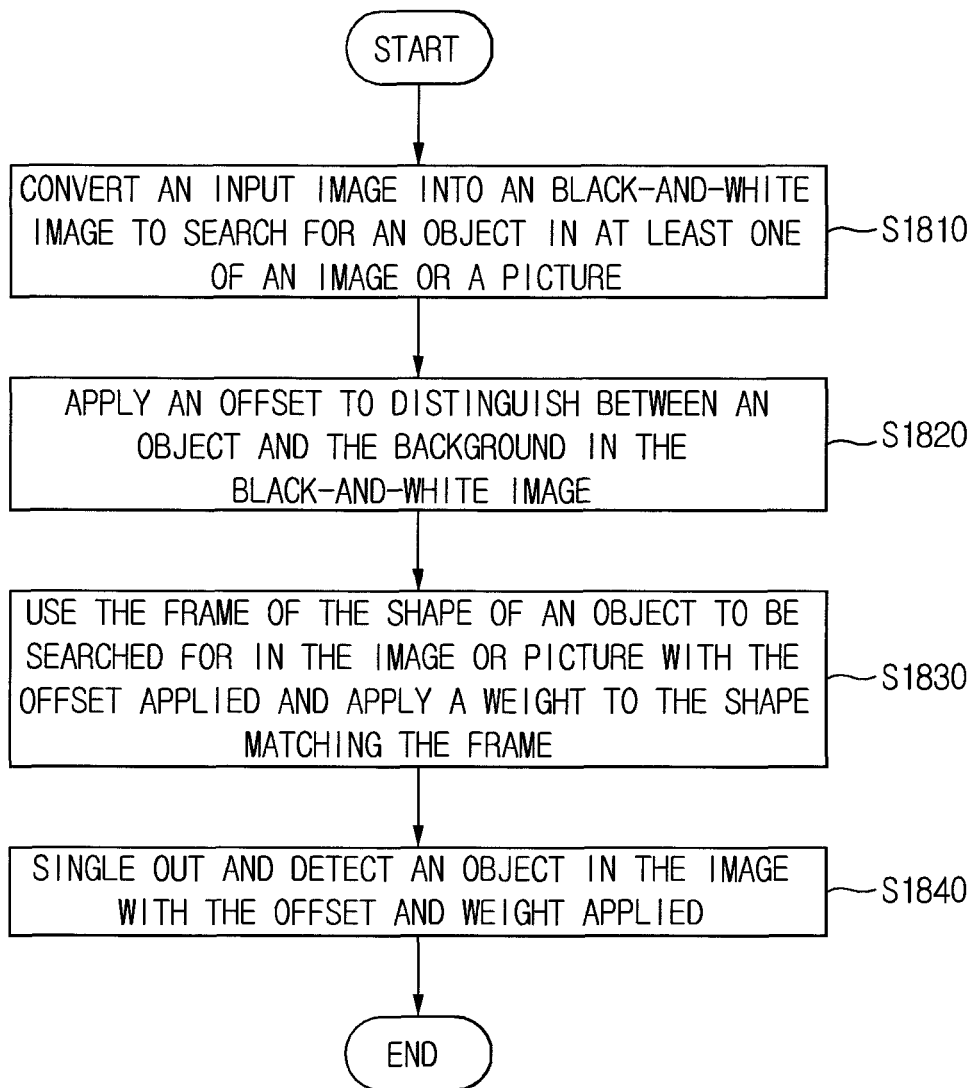 START
CONVERT AN INPUT IMAGE INTO AN BLACK-AND-WHITE
IMAGE TO SEARCH FOR AN OBJECT IN AT LEAST ONE
OF AN IMAGE OR A PICTURE
S1810
APPLY AN OFFSET TO DISTINGUISH BETWEEN AN
OBJECT AND THE BACKGROUND IN THE
BLACK-AND-WHITE IMAGE
S1820
USE THE FRAME OF THE SHAPE OF AN OBJECT TO BE
SEARCHED FOR IN THE IMAGE OR PICTURE WITH THE
OFFSET APPLIED AND APPLY A WEIGHT TO THE SHAPE
MATCHING THE FRAME
S1830
SINGLE OUT AND DETECT AN OBJECT IN THE IMAGE
WITH THE OFFSET AND WEIGHT APPLIED
S1840
END